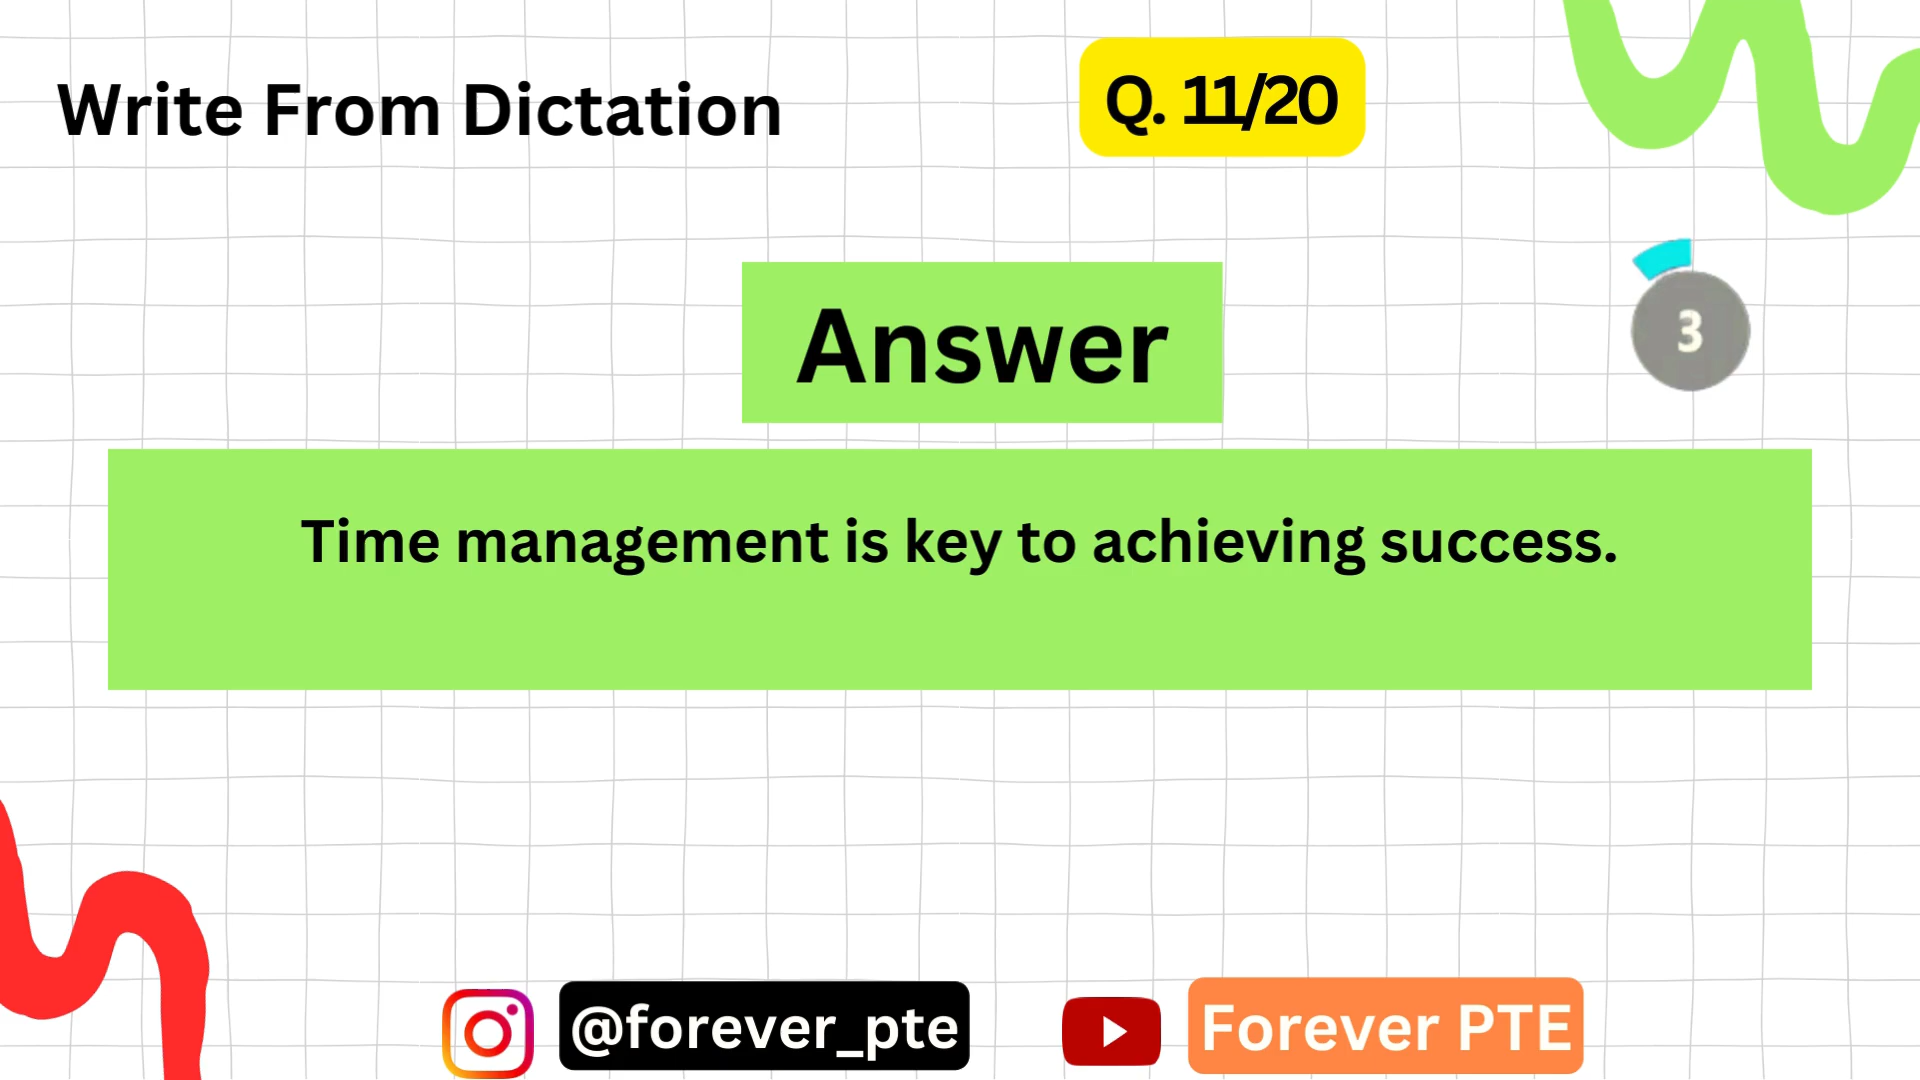 Write From Dictation
Q. 11/20
Answer
3
Time management is key to achieving success.
@forever_pte
Forever PTE